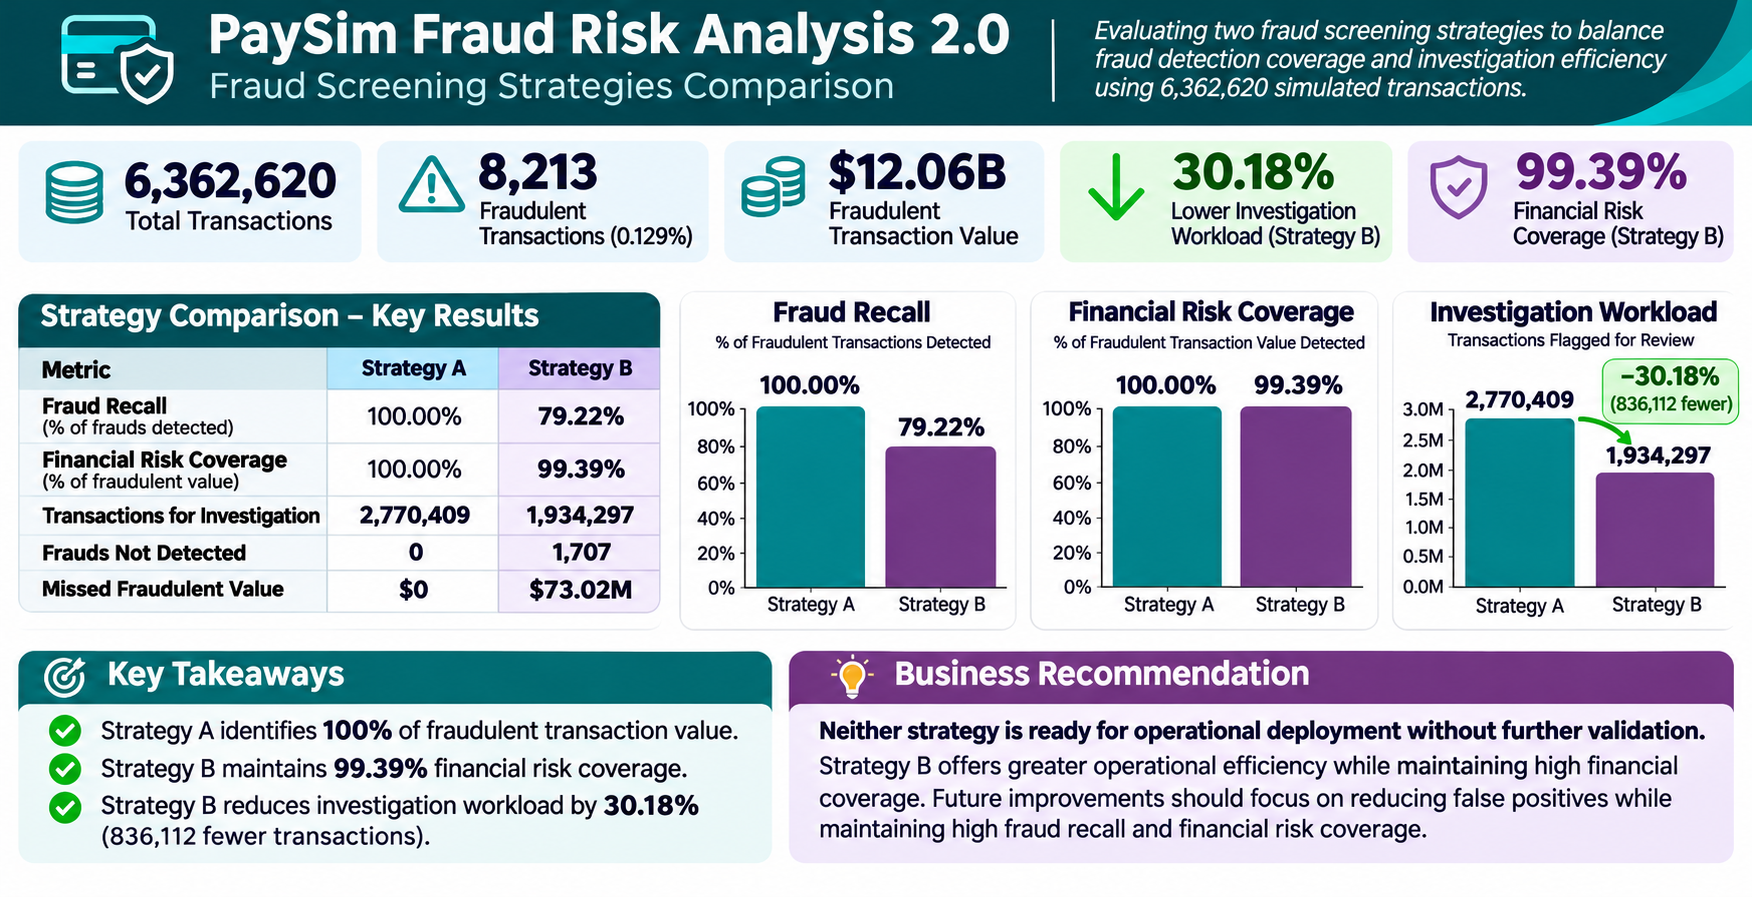 PaySim Fraud Risk Analysis 2.0
Fraud Screening Strategies Comparison
Evaluating two fraud screening strategies to balance
fraud detection coverage and investigation efficiency
using 6,362,620 simulated transactions.
6,362,620
Total Transactions
8,213
Fraudulent
Transactions (0.129%)
$12.06B
Fraudulent
Transaction Value
30.18%
Lower Investigation
Workload (Strategy B)
99.39%
Financial Risk
Coverage (Strategy B)
Strategy Comparison – Key Results
Metric Strategy A Strategy B
Fraud Recall
(% of frauds detected) 100.00% 79.22%
Financial Risk Coverage
(% of fraudulent value) 100.00% 99.39%
Transactions for Investigation 2,770,409 1,934,297
Frauds Not Detected 0 1,707
Missed Fraudulent Value $0 $73.02M
Fraud Recall
% of Fraudulent Transactions Detected
100.00%
79.22%
100%
80%
60%
40%
20%
0%
Strategy A Strategy B
Financial Risk Coverage
% of Fraudulent Transaction Value Detected
100.00% 99.39%
100%
80%
60%
40%
20%
0%
Strategy A Strategy B
Investigation Workload
Transactions Flagged for Review
−30.18%
(836,112 fewer)
2,770,409
1,934,297
3.0M
2.5M
2.0M
1.5M
1.0M
0.5M
0.0M
Strategy A Strategy B
Key Takeaways
Strategy A identifies 100% of fraudulent transaction value.
Strategy B maintains 99.39% financial risk coverage.
Strategy B reduces investigation workload by 30.18%
(836,112 fewer transactions).
Business Recommendation
Neither strategy is ready for operational deployment without further validation.
Strategy B offers greater operational efficiency while maintaining high financial
coverage. Future improvements should focus on reducing false positives while
maintaining high fraud recall and financial risk coverage.